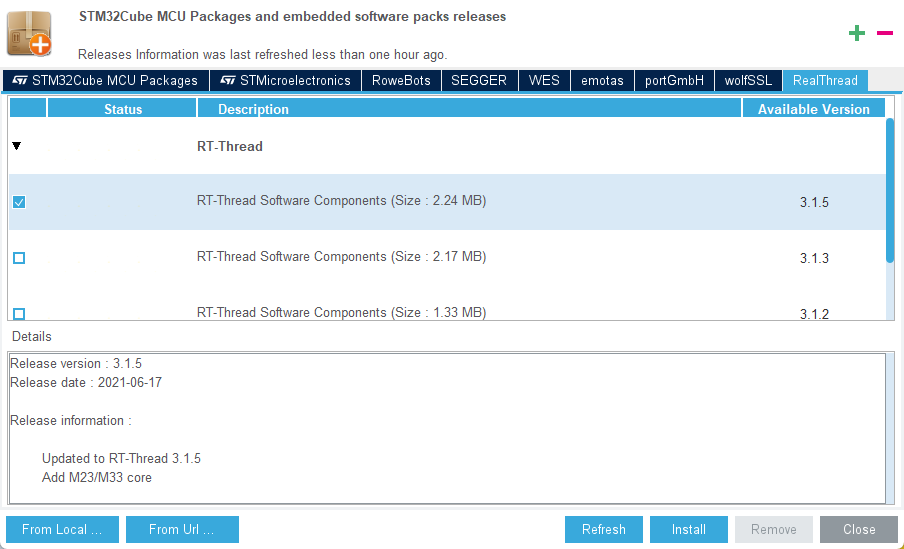 STM32Cube MCU Packages and embedded software packs releases
Releases Information was last refreshed less than one hour ago.
STM32Cube MCU Packages STMicroelectronics RoweBots SEGGER WES emotas portGmbH wolfSSL RealThread
Status Description Available Version
RT-Thread
RT-Thread Software Components (Size : 2.24 MB) 3.1.5
RT-Thread Software Components (Size : 2.17 MB) 3.1.3
RT-Thread Software Components (Size : 1.33 MB) 3.1.2
Details
Release version : 3.1.5
Release date : 2021-06-17
Release information :
Updated to RT-Thread 3.1.5
Add M23/M33 core
From Local ... From Url ... Refresh Install Remove Close